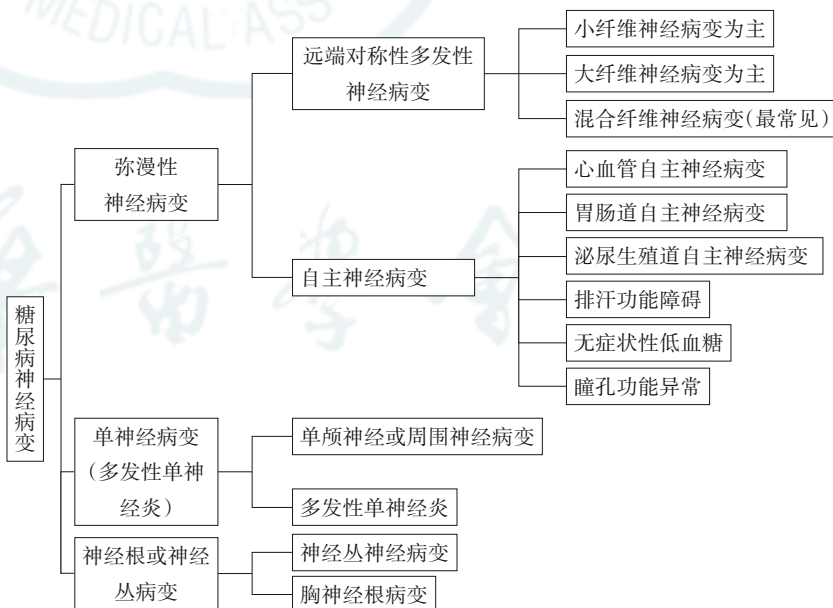 MEDICAL ASS
醫學會
糖尿病神经病变
弥漫性
神经病变
远端对称性多发性
神经病变
小纤维神经病变为主
大纤维神经病变为主
混合纤维神经病变(最常见)
自主神经病变
心血管自主神经病变
胃肠道自主神经病变
泌尿生殖道自主神经病变
排汗功能障碍
无症状性低血糖
瞳孔功能异常
单神经病变
(多发性单神
经炎)
单颅神经或周围神经病变
多发性单神经炎
神经根或神经
丛病变
神经丛神经病变
胸神经根病变